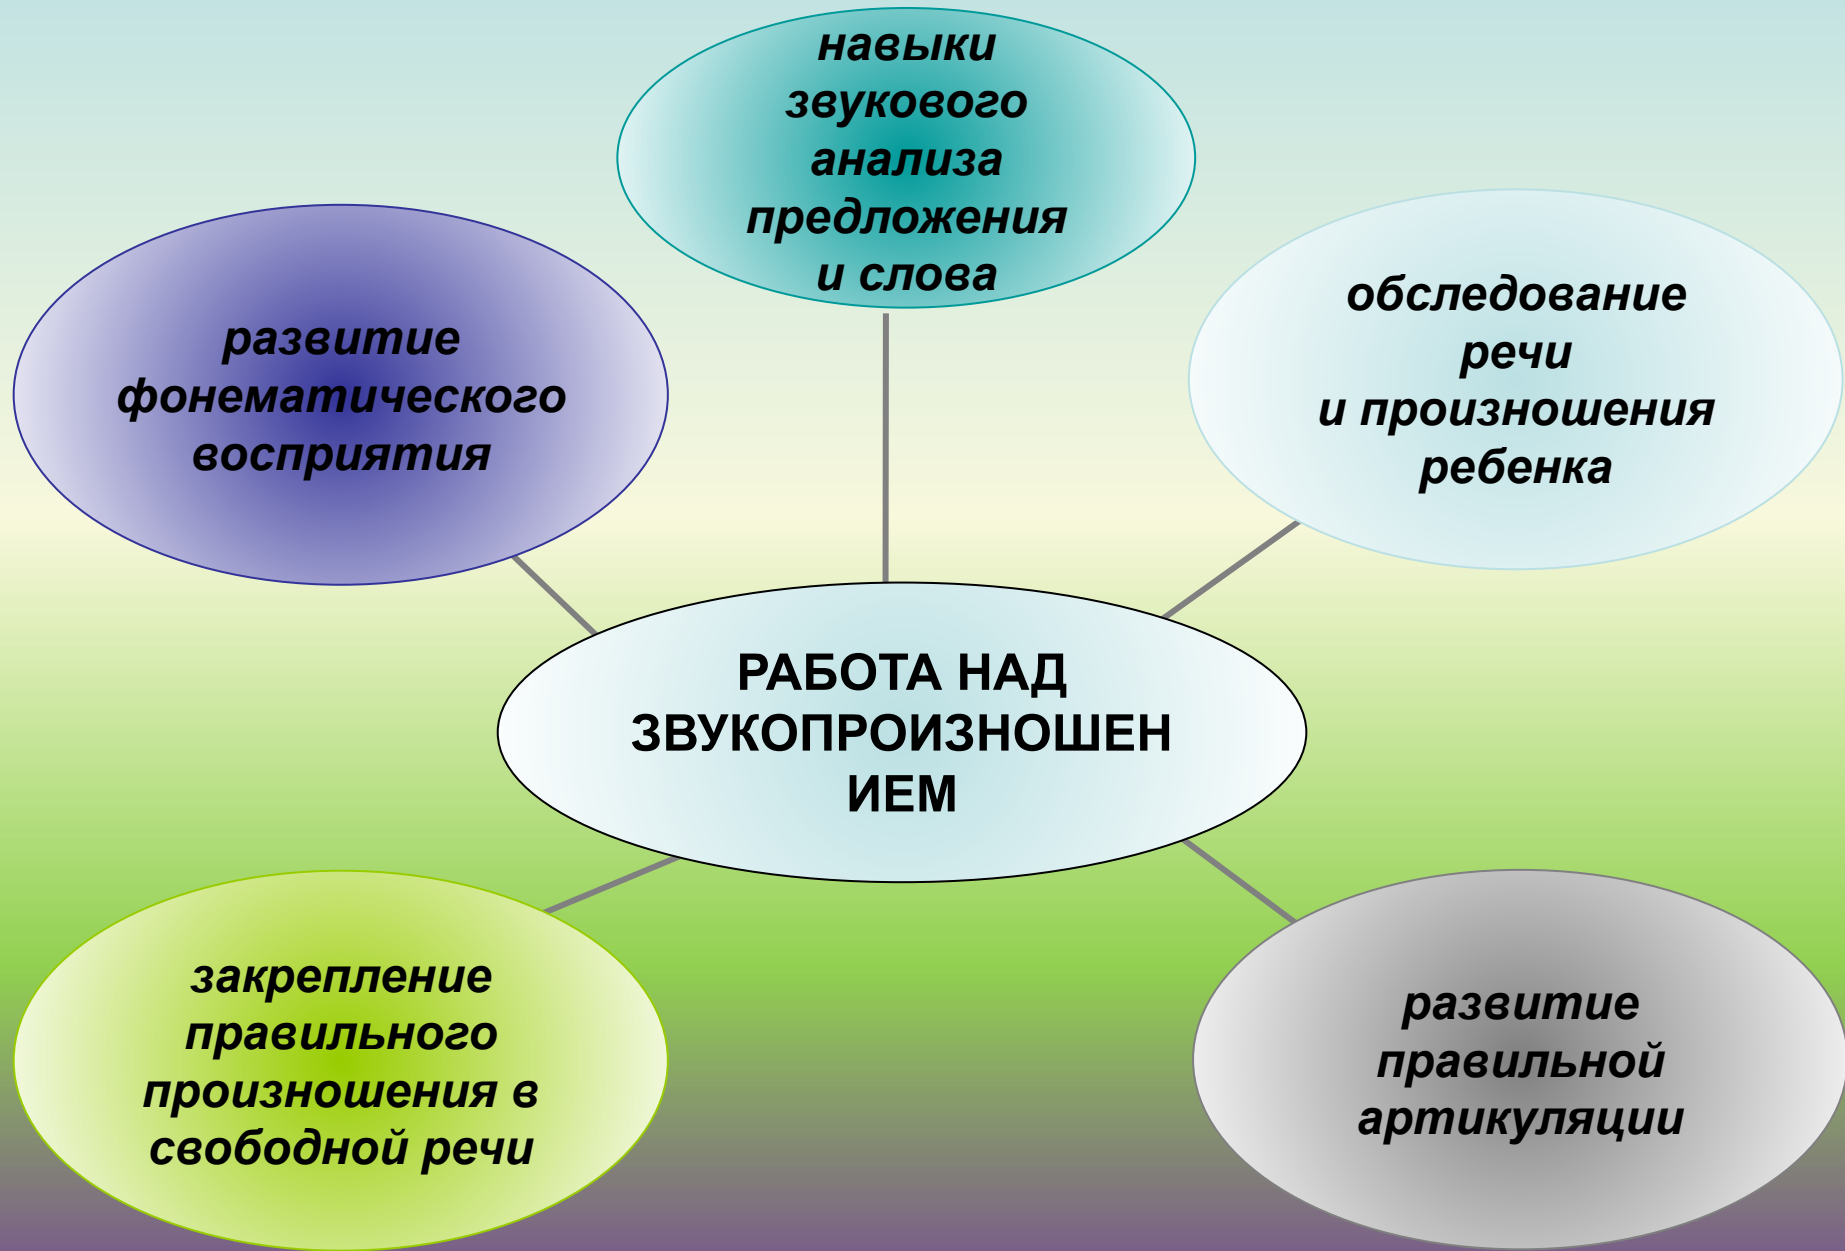 навыки
звукового
анализа
предложения
и слова
развитие
фонематического
восприятия
обследование
речи
и произношения
ребенка
РАБОТА НАД
ЗВУКОПРОИЗНОШЕН
ИЕМ
закрепление
правильного
произношения в
свободной речи
развитие
правильной
артикуляции